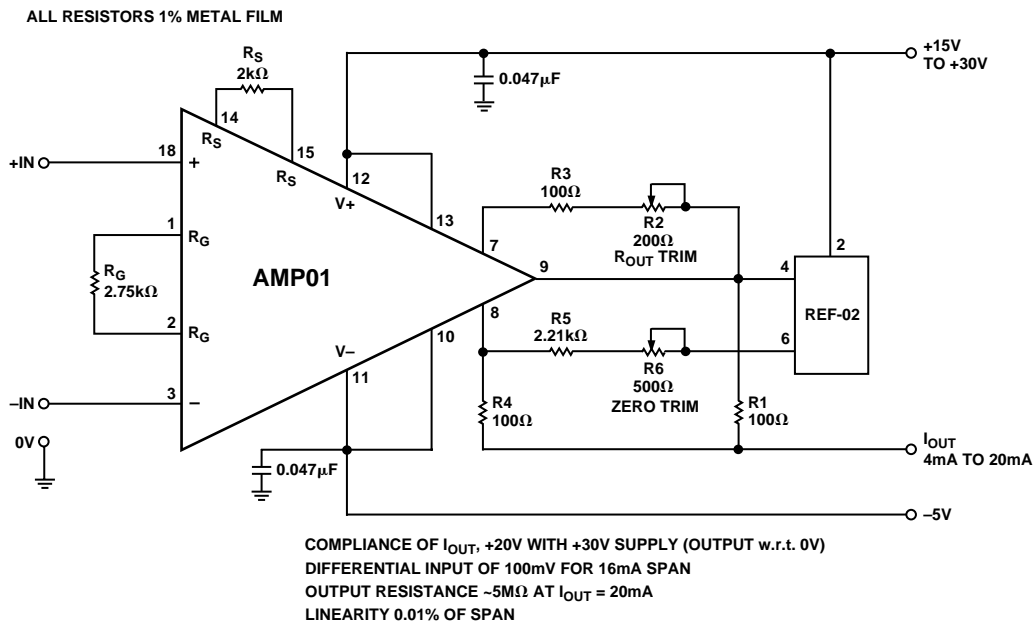 ALL RESISTORS 1% METAL FILM
+15V
TO +30V
0.047μF
RS
2kΩ
14
RS
15
RS
18
+IN
+
12
V+
13
R3
100Ω
R2
200Ω
ROUT TRIM
7
2
1
RG
RG
2.75kΩ
AMP01
9
4
REF-02
8
2
RG
10
R5
2.21kΩ
6
R6
500Ω
ZERO TRIM
V–
11
–IN
3
–
R4
100Ω
R1
100Ω
0V
IOUT
4mA TO 20mA
0.047μF
–5V
COMPLIANCE OF IOUT, +20V WITH +30V SUPPLY (OUTPUT w.r.t. 0V)
DIFFERENTIAL INPUT OF 100mV FOR 16mA SPAN
OUTPUT RESISTANCE ~5MΩ AT IOUT = 20mA
LINEARITY 0.01% OF SPAN